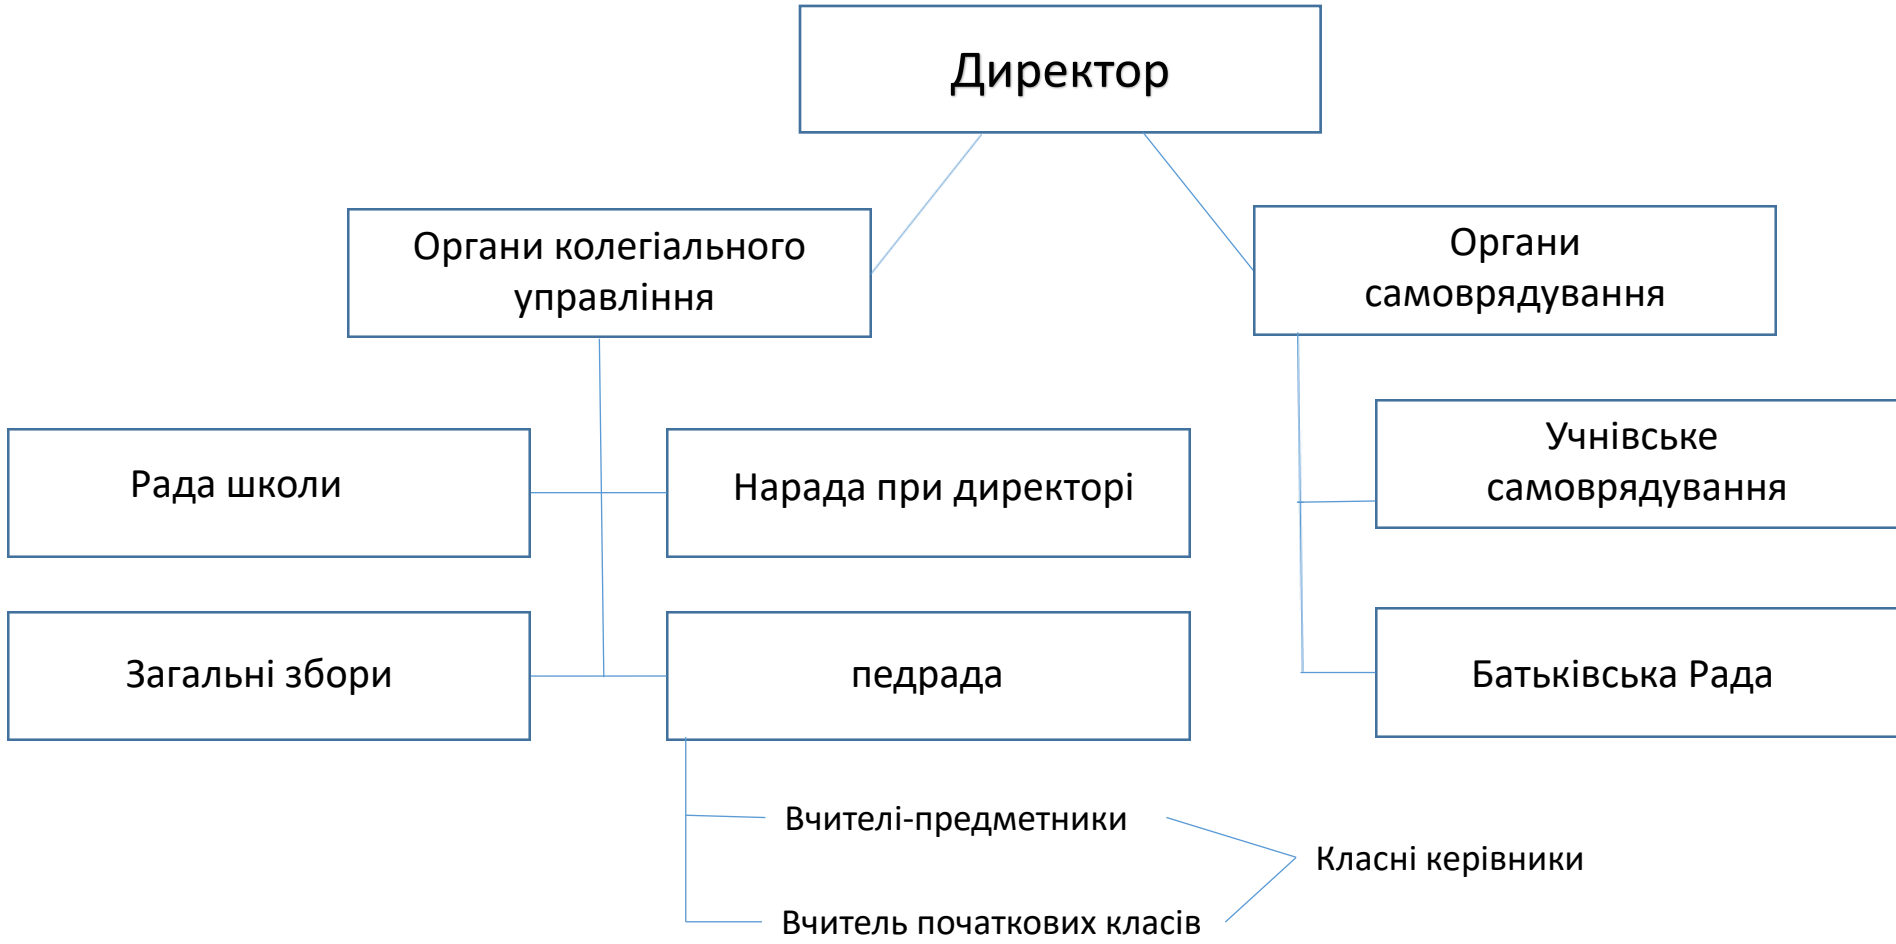 Директор
Органи колегіального
управління
Органи
самоврядування
Рада школи
Нарада при директорі
Учнівське
самоврядування
Загальні збори
педрада
Батьківська Рада
Вчителі-предметники
Класні керівники
Вчитель початкових класів